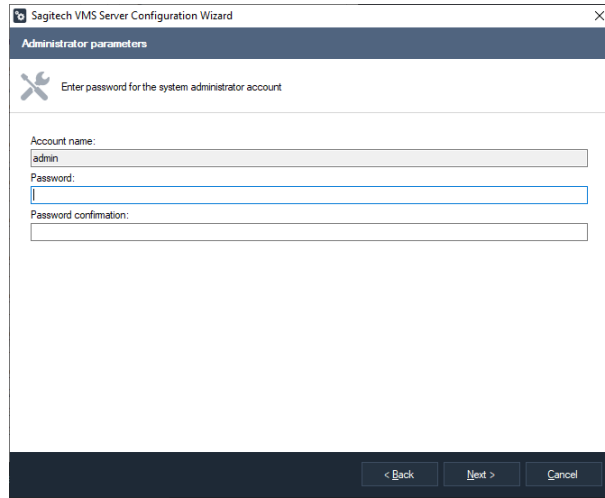 Sagitech VMS Server Configuration Wizard
Administrator parameters
Enter password for the system administrator account
Account name:
admin
Password:
Password confirmation:
< Back Next > Cancel